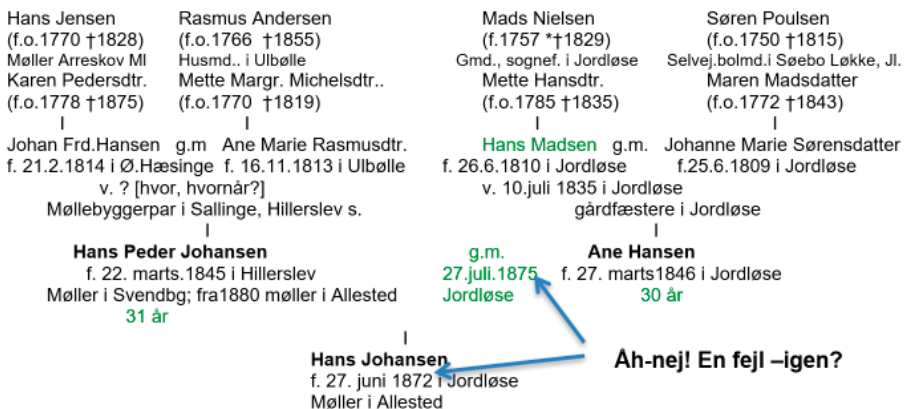 Hans Jensen Rasmus Andersen Mads Nielsen Søren Poulsen
(f.o.1770 †1828) (f.o.1766 †1855) (f.1757 *†1829) (f.o.1750 †1815)
Møller Arreskov Ml Husmd.. i Ulbølle Gmd., sognef. i Jordløse Selvej.bolmd.i Søebo Løkke, Jl.
Karen Pedersdtr. Mette Margr. Michelsdtr.. Mette Hansdtr. Maren Madsdatter
(f.o.1778 †1875) (f.o.1770 †1819) (f.o.1785 †1835) (f.o.1772 †1843)
Johan Frd.Hansen g.m Ane Marie Rasmusdtr. Hans Madsen g.m. Johanne Marie Sørensdatter
f. 21.2.1814 i Ø.Hæsinge f. 16.11.1813 i Ulbølle f. 26.6.1810 i Jordløse f.25.6.1809 i Jordløse
v. ? [hvor, hvornår?] v. 10.juli 1835 i Jordløse
Møllebyggerpar i Sallinge, Hillerslev s. gårdfæstere i Jordløse
Hans Peder Johansen g.m. Ane Hansen
f. 22. marts.1845 i Hillerslev 27.juli.1875 f. 27. marts1846 i Jordløse
Møller i Svendbg; fra1880 møller i Allested Jordløse 30 år
31 år
Hans Johansen Åh-nej! En fejl –igen?
f. 27. juni 1872 i Jordløse
Møller i Allested